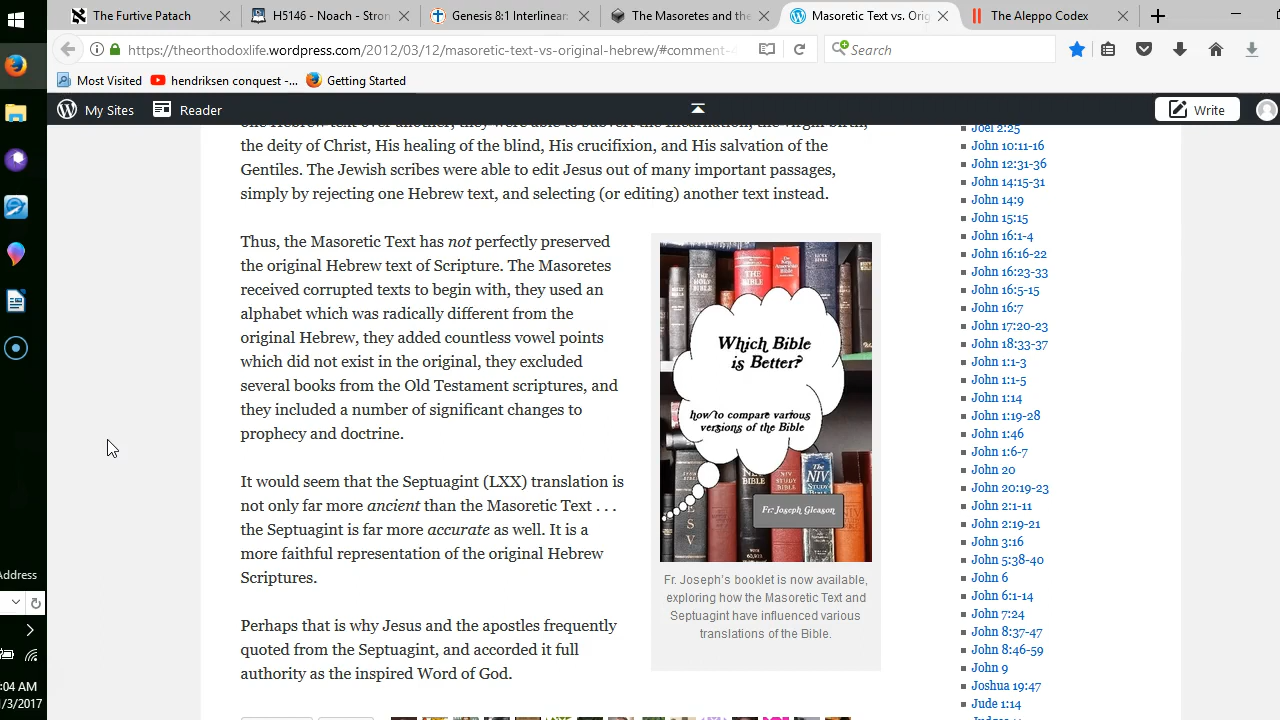 The Furtive Patach
H5146 - Noach - Stron
Genesis 8:1 Interlinear:
The Masoretes and the
Masoretic Text vs. Orig
The Aleppo Codex
https://theorthodoxlife.wordpress.com/2012/03/12/masoretic-text-vs-original-hebrew/#comment-
Search
Most Visited
hendriksen conquest -...
Getting Started
My Sites
Reader
Write
the deity of Christ, His healing of the blind, His crucifixion, and His salvation of the
Gentiles. The Jewish scribes were able to edit Jesus out of many important passages,
simply by rejecting one Hebrew text, and selecting (or editing) another text instead.
Thus, the Masoretic Text has not perfectly preserved
the original Hebrew text of Scripture. The Masoretes
received corrupted texts to begin with, they used an
alphabet which was radically different from the
original Hebrew, they added countless vowel points
which did not exist in the original, they excluded
several books from the Old Testament scriptures, and
they included a number of significant changes to
prophecy and doctrine.
It would seem that the Septuagint (LXX) translation is
not only far more ancient than the Masoretic Text . . .
the Septuagint is far more accurate as well. It is a
more faithful representation of the original Hebrew
Scriptures.
Perhaps that is why Jesus and the apostles frequently
quoted from the Septuagint, and accorded it full
authority as the inspired Word of God.
Which Bible
is Better?
how to compare various
versions of the Bible
THE BIBLE
The NIV STUDY BIBLE
Fr. Joseph Gleason
Fr. Joseph's booklet is now available,
exploring how the Masoretic Text and
Septuagint have influenced various
translations of the Bible.
Joel 2:25
John 10:11-16
John 12:31-36
John 14:15-31
John 14:9
John 15:15
John 16:1-4
John 16:16-22
John 16:23-33
John 16:5-15
John 16:7
John 17:20-23
John 18:33-37
John 1:1-3
John 1:1-5
John 1:14
John 1:19-28
John 1:46
John 1:6-7
John 20
John 20:19-23
John 2:1-11
John 2:19-21
John 3:16
John 5:38-40
John 6
John 6:1-14
John 7:24
John 8:37-47
John 8:46-59
John 9
Joshua 19:47
Jude 1:14
Address
:04 AM
/3/2017